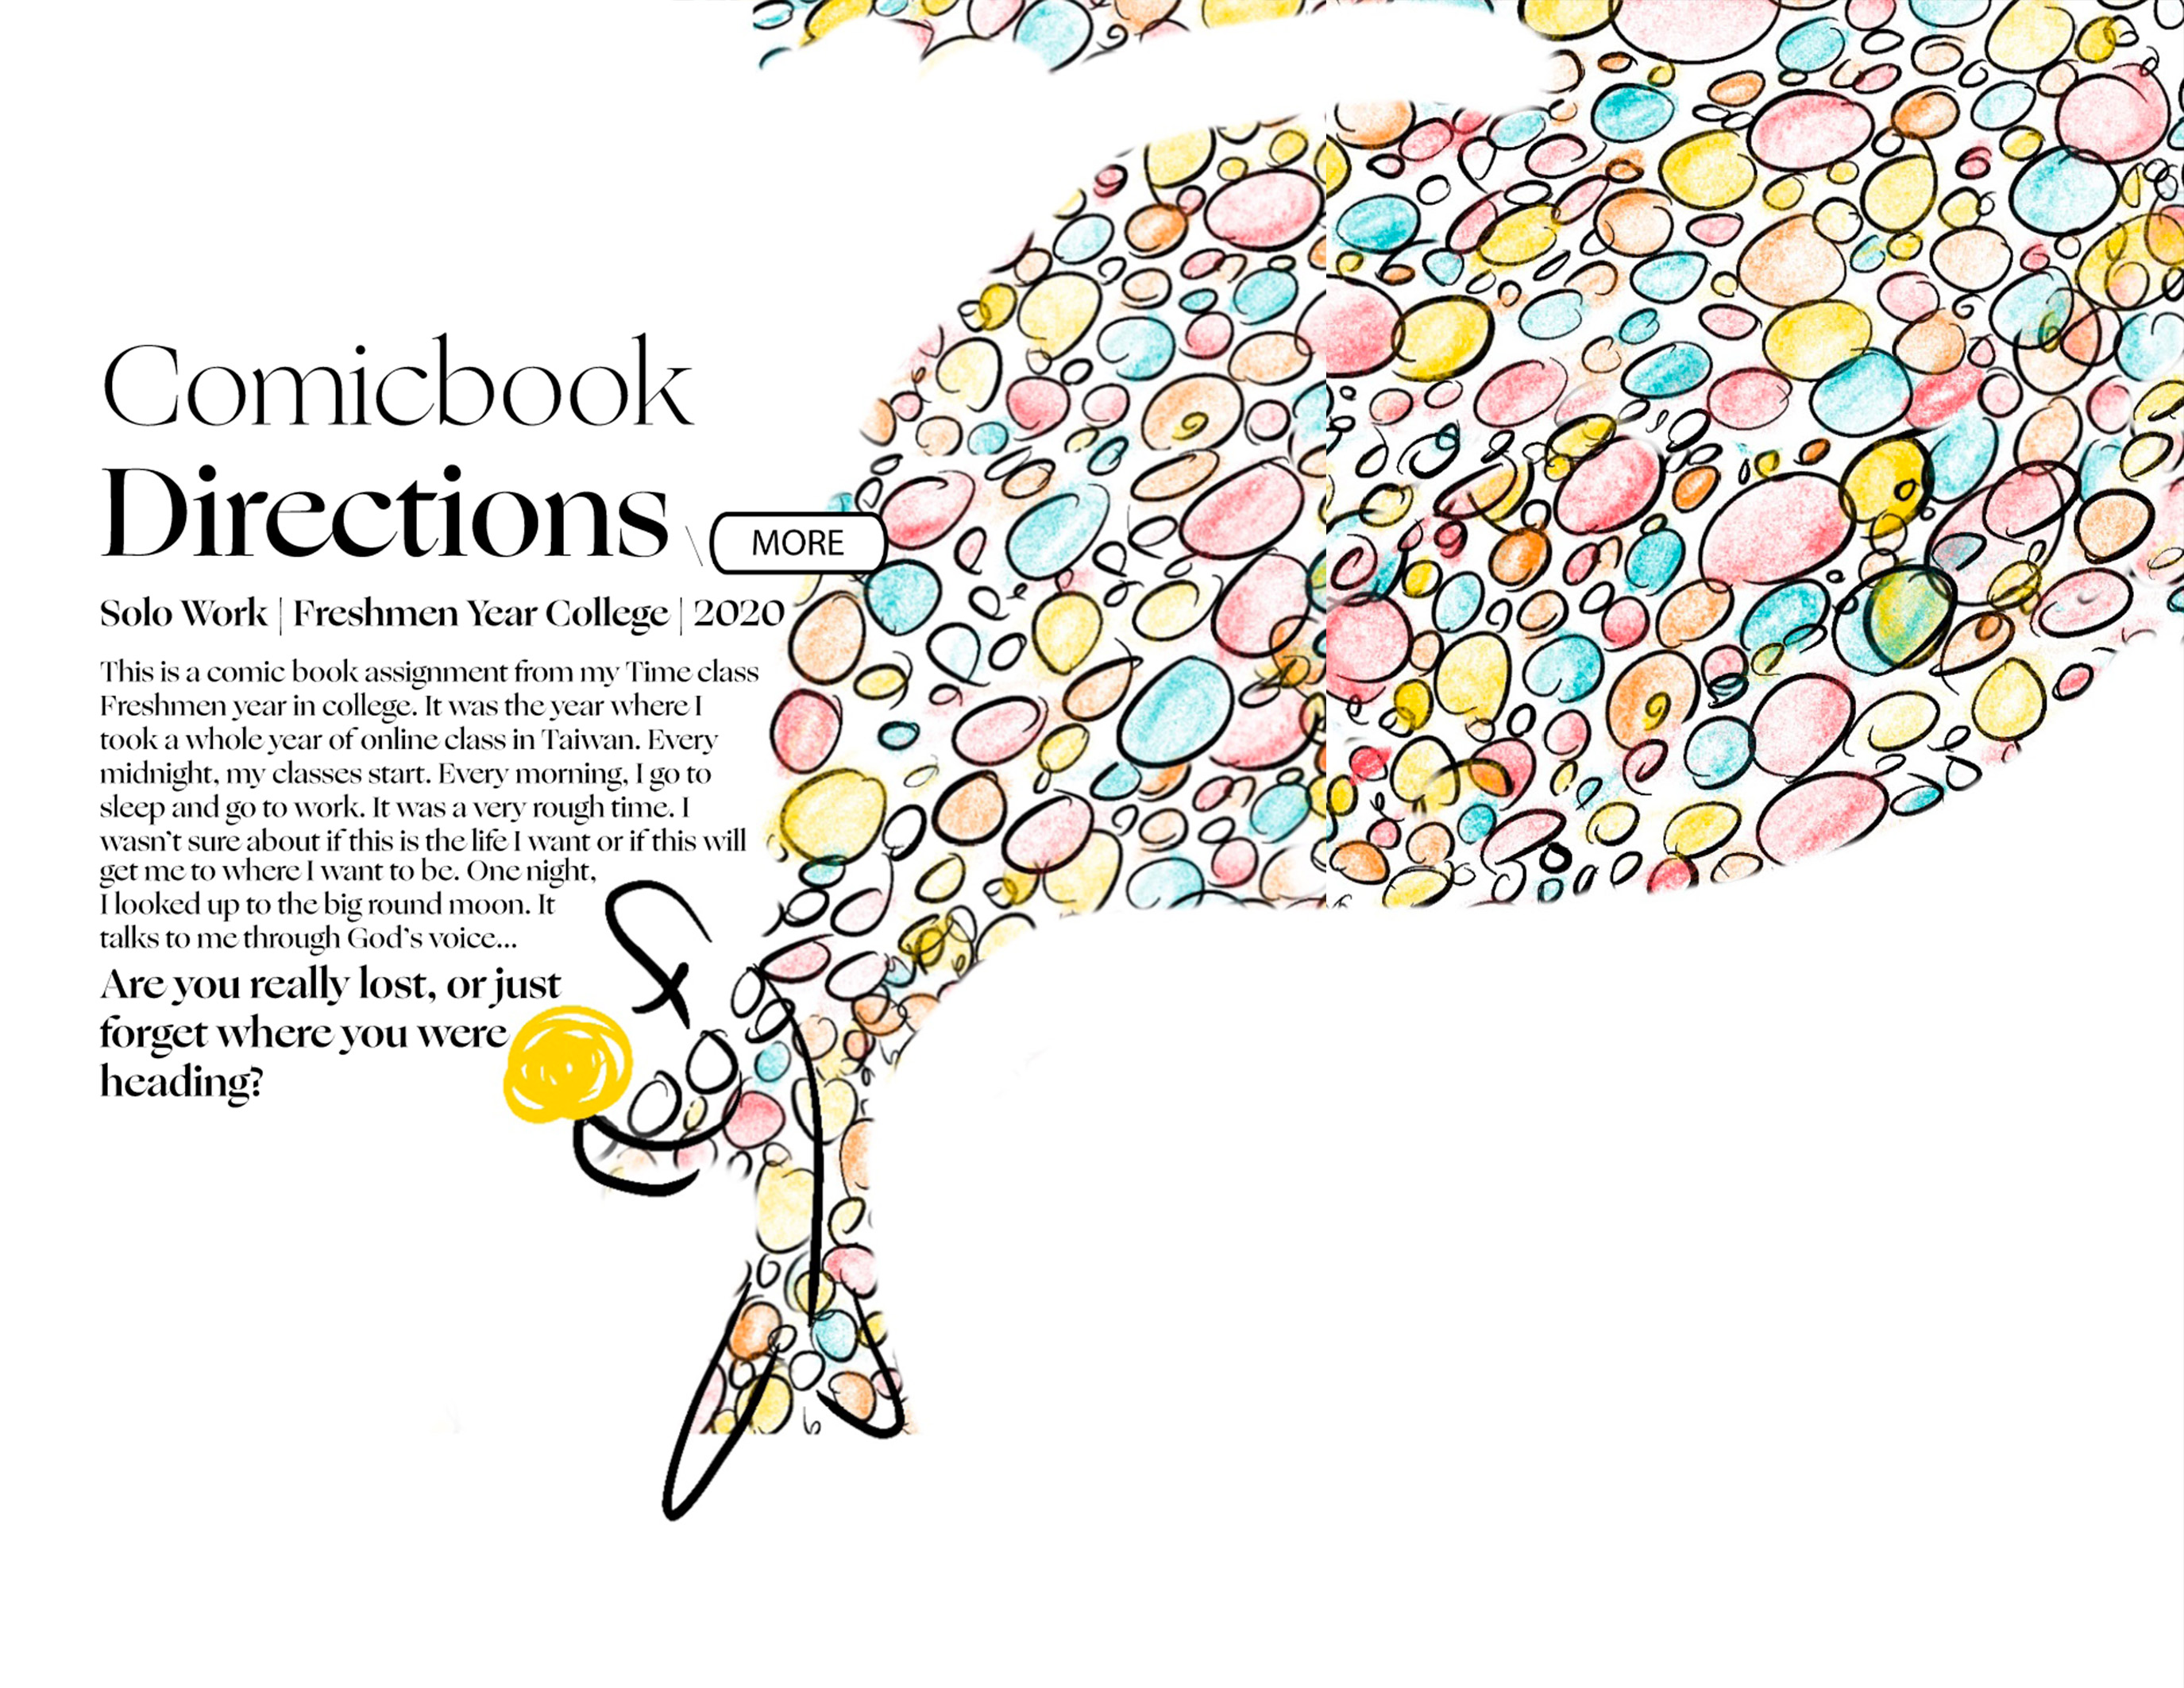 Comicbook
Directions
MORE
Solo Work | Freshmen Year College | 2020
This is a comic book assignment from my Time class
Freshmen year in college. It was the year where I
took a whole year of online class in Taiwan. Every
midnight, my classes start. Every morning, I go to
sleep and go to work. It was a very rough time. I
wasn't sure about if this is the life I want or if this will
get me to where I want to be. One night,
I looked up to the big round moon. It
talks to me through God's voice...
Are you really lost, or just
forget where you were
heading?